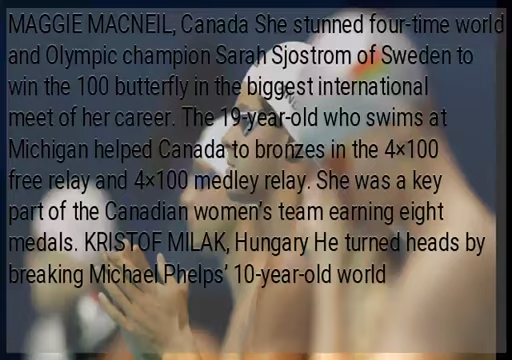 MAGGIE MACNEIL, Canada She stunned four-time world
and Olympic champion Sarah Sjostrom of Sweden to
win the 100 butterfly in the biggest international
meet of her career. The 19-year-old who swims at
Michigan helped Canada to bronzes in the 4×100
free relay and 4×100 medley relay. She was a key
part of the Canadian women's team earning eight
medals. KRISTOF MILAK, Hungary He turned heads by
breaking Michael Phelps' 10-year-old world